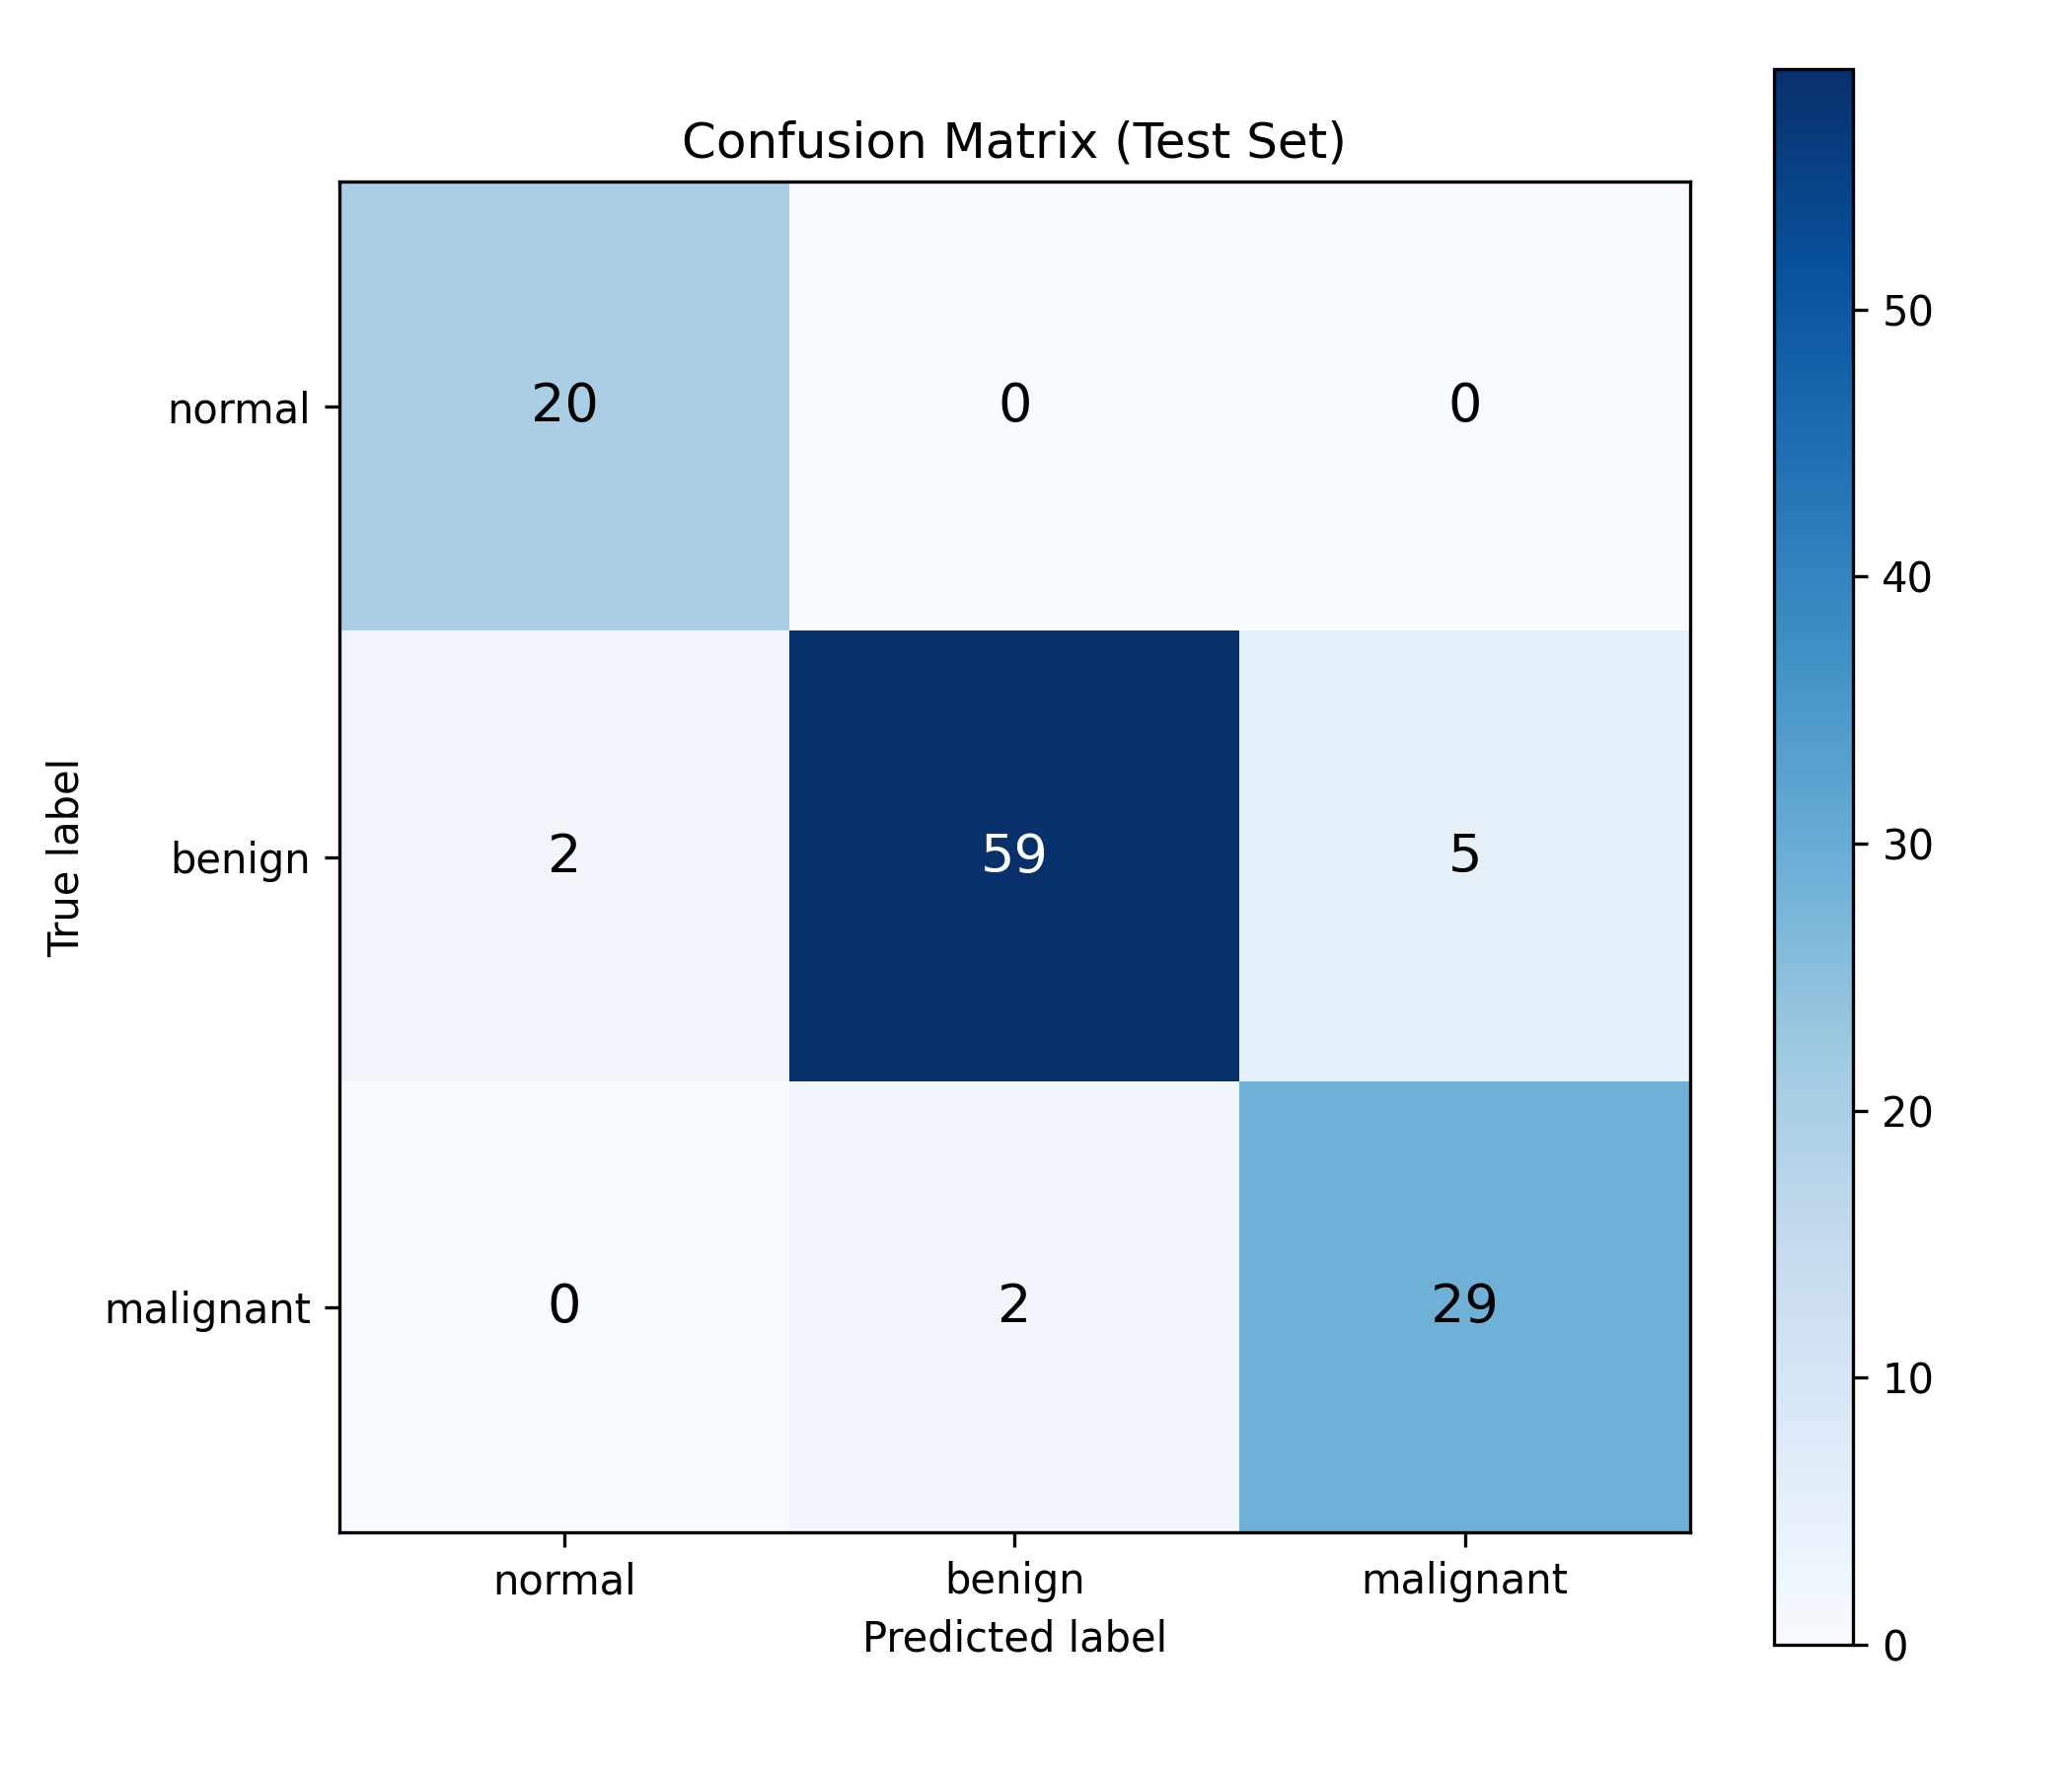 Confusion Matrix (Test Set)
normal 20 0 0
benign 2 59 5
malignant 0 2 29
normal benign malignant
Predicted label
True label
50
40
30
20
10
0